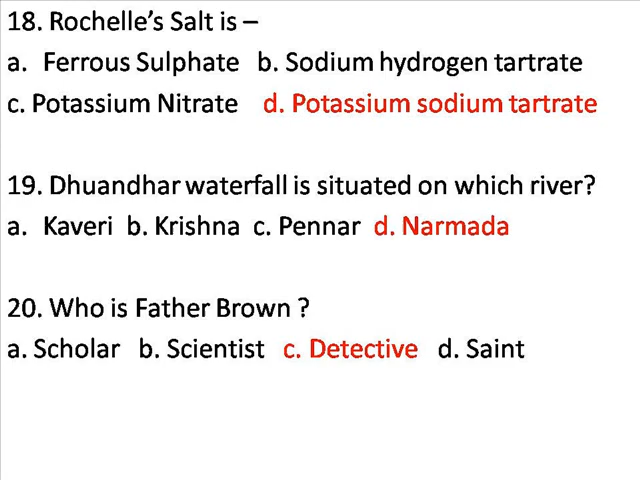 18. Rochelle’s Salt is –
a. Ferrous Sulphate b. Sodium hydrogen tartrate
c. Potassium Nitrate d. Potassium sodium tartrate
19. Dhuandhar waterfall is situated on which river?
a. Kaveri b. Krishna c. Pennar d. Narmada
20. Who is Father Brown ?
a. Scholar b. Scientist c. Detective d. Saint